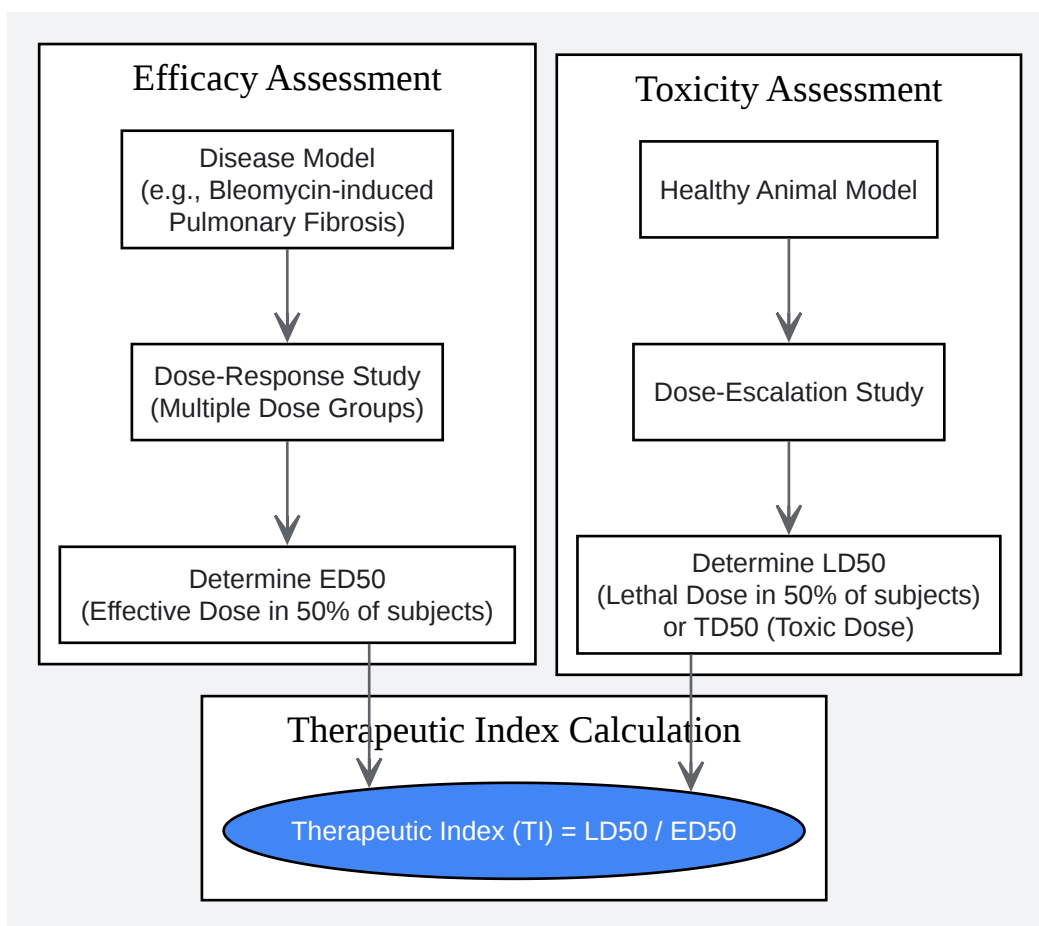 Efficacy Assessment
Disease Model
(e.g., Bleomycin-induced
Pulmonary Fibrosis)
Dose-Response Study
(Multiple Dose Groups)
Determine ED50
(Effective Dose in 50% of subjects)
Toxicity Assessment
Healthy Animal Model
Dose-Escalation Study
Determine LD50
(Lethal Dose in 50% of subjects)
or TD50 (Toxic Dose)
Therapeutic Index Calculation
Therapeutic Index (TI) = LD50 / ED50